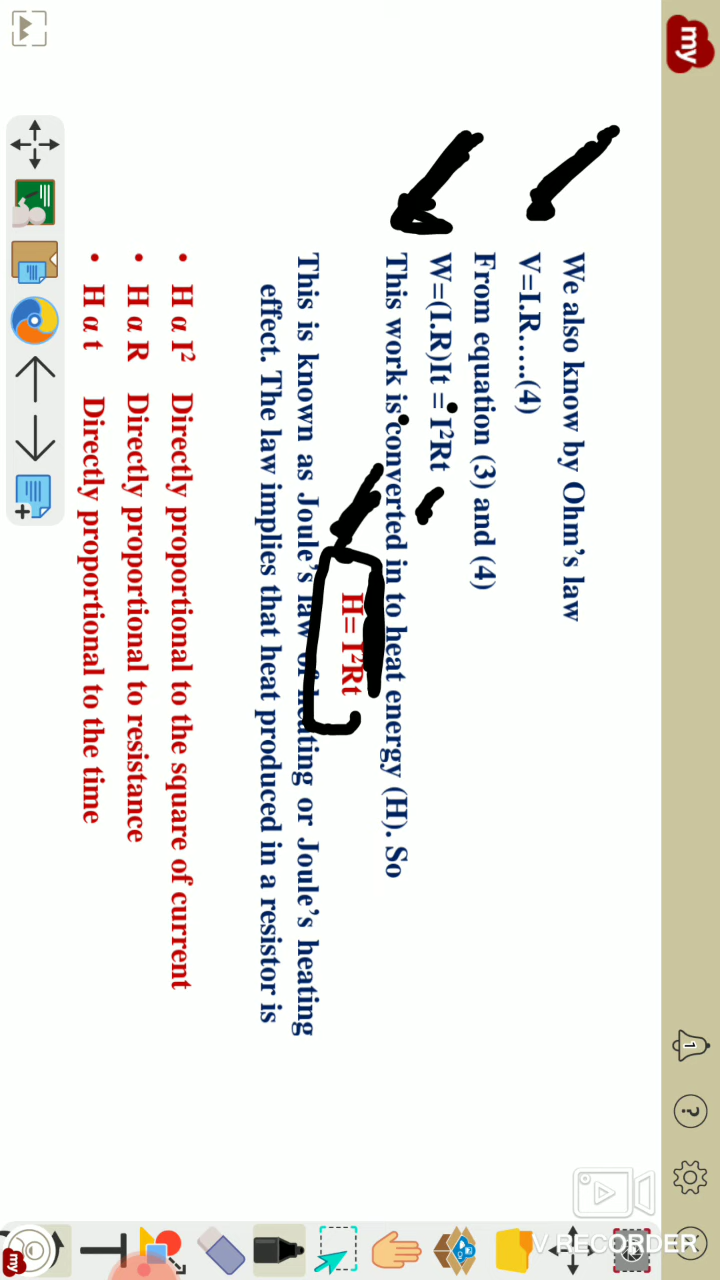 my
We also know by Ohm's law
V=I.R.....(4)
From equation (3) and (4)
W=(I.R)It = I²Rt
This work is converted in to heat energy (H). So
H= I²Rt
This is known as Joule's law of heating or Joule's heating
effect. The law implies that heat produced in a resistor is
• H α I² Directly proportional to the square of current
• H α R Directly proportional to resistance
• H α t Directly proportional to the time
1
?
V RECORDER
my